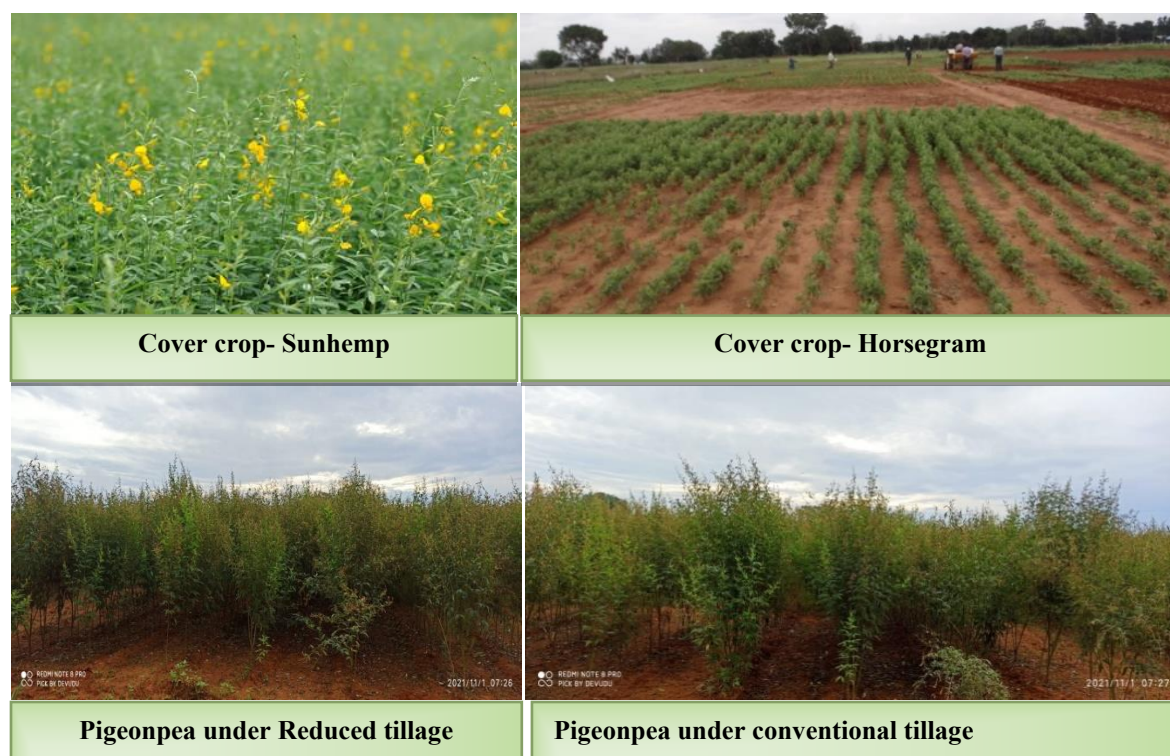 Cover crop- Sunhemp
Cover crop- Horsegram
REDMI NOTE 8 PRO
PICK BY DEVUDU
2021/11/1 07:26
REDMI NOTE 8 PRO
PICK BY DEVUDU
2021/11/1 07:27
Pigeonpea under Reduced tillage
Pigeonpea under conventional tillage